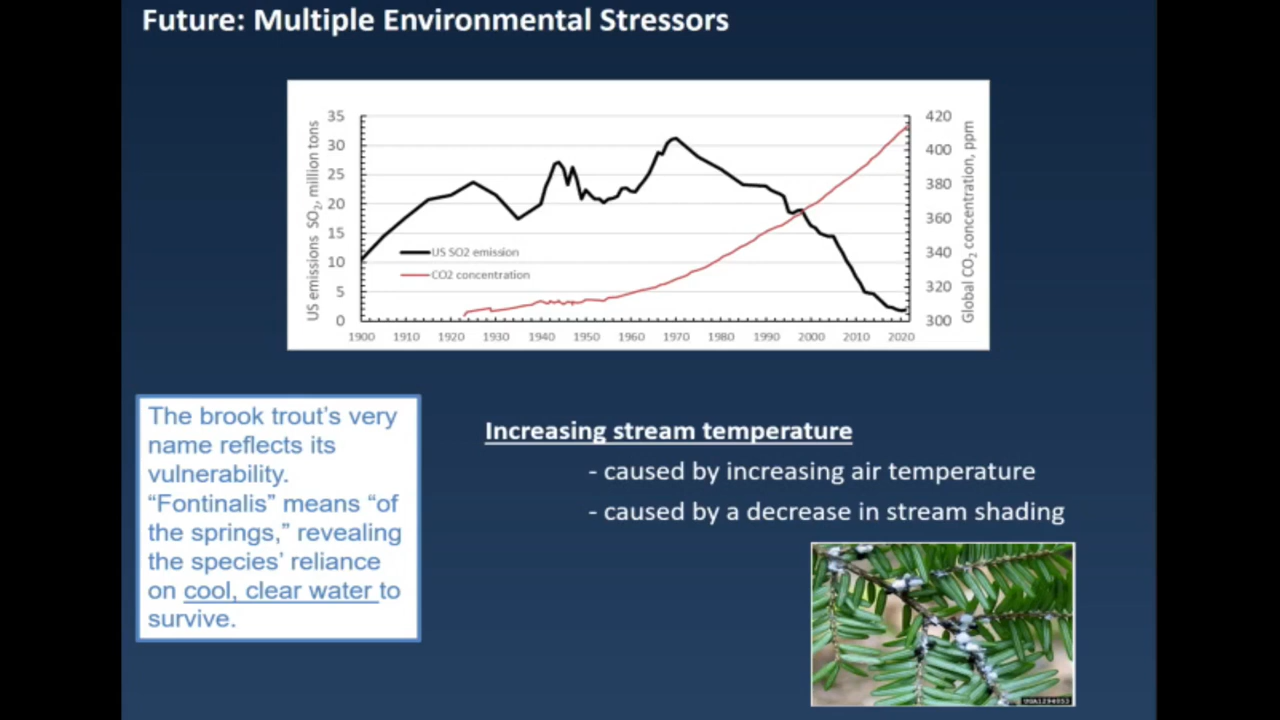 Future: Multiple Environmental Stressors
US emissions SO2, million tons
35
30
25
20
15
10
5
0
US SO2 emission
CO2 concentration
420
400
380
360
340
320
300
Global CO2 concentration, ppm
1900 1910 1920 1930 1940 1950 1960 1970 1980 1990 2000 2010 2020
The brook trout's very
name reflects its
vulnerability.
“Fontinalis” means “of
the springs,” revealing
the species’ reliance
on cool, clear water to
survive.
Increasing stream temperature
- caused by increasing air temperature
- caused by a decrease in stream shading